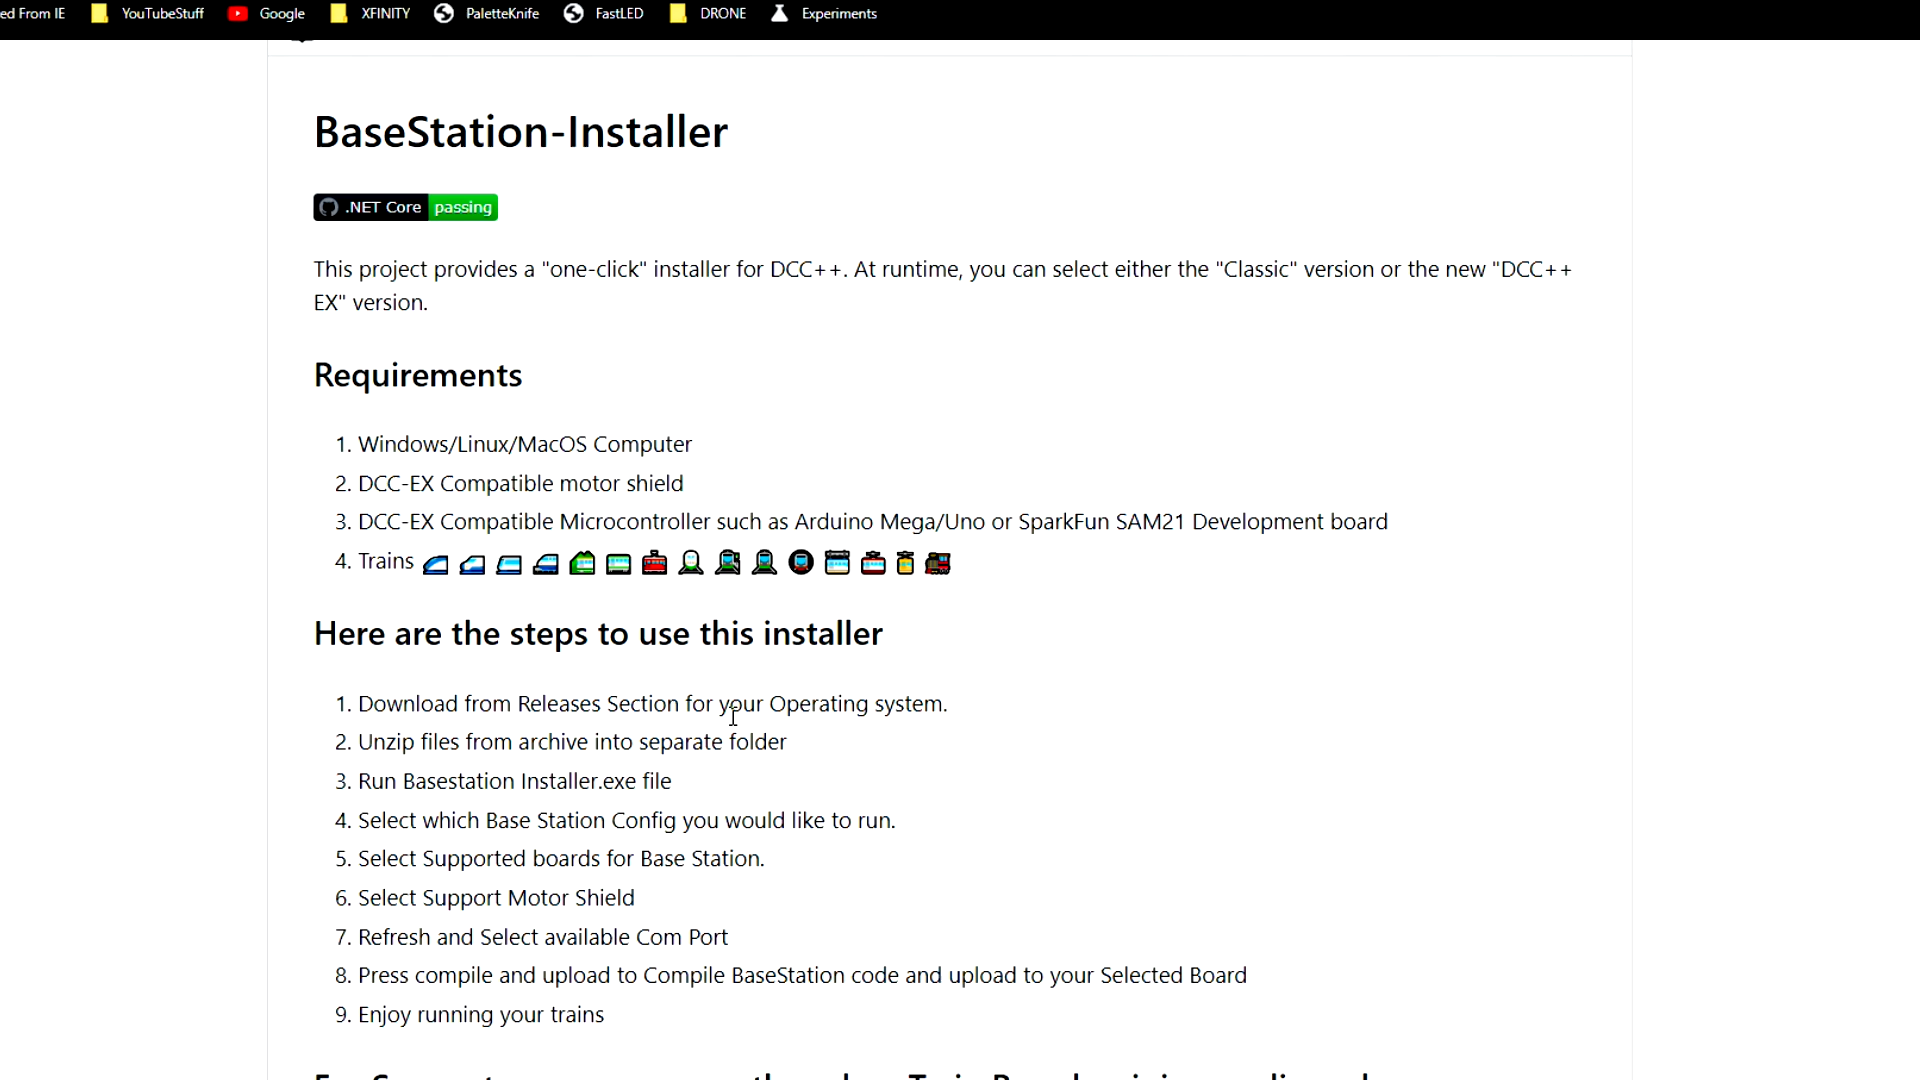 ed From IE YouTubeStuff Google XFINITY PaletteKnife FastLED DRONE Experiments
BaseStation-Installer
.NET Core passing
This project provides a "one-click" installer for DCC++. At runtime, you can select either the "Classic" version or the new "DCC++
EX" version.
Requirements
1. Windows/Linux/MacOS Computer
2. DCC-EX Compatible motor shield
3. DCC-EX Compatible Microcontroller such as Arduino Mega/Uno or SparkFun SAM21 Development board
4. Trains
Here are the steps to use this installer
1. Download from Releases Section for your Operating system.
2. Unzip files from archive into separate folder
3. Run Basestation Installer.exe file
4. Select which Base Station Config you would like to run.
5. Select Supported boards for Base Station.
6. Select Support Motor Shield
7. Refresh and Select available Com Port
8. Press compile and upload to Compile BaseStation code and upload to your Selected Board
9. Enjoy running your trains